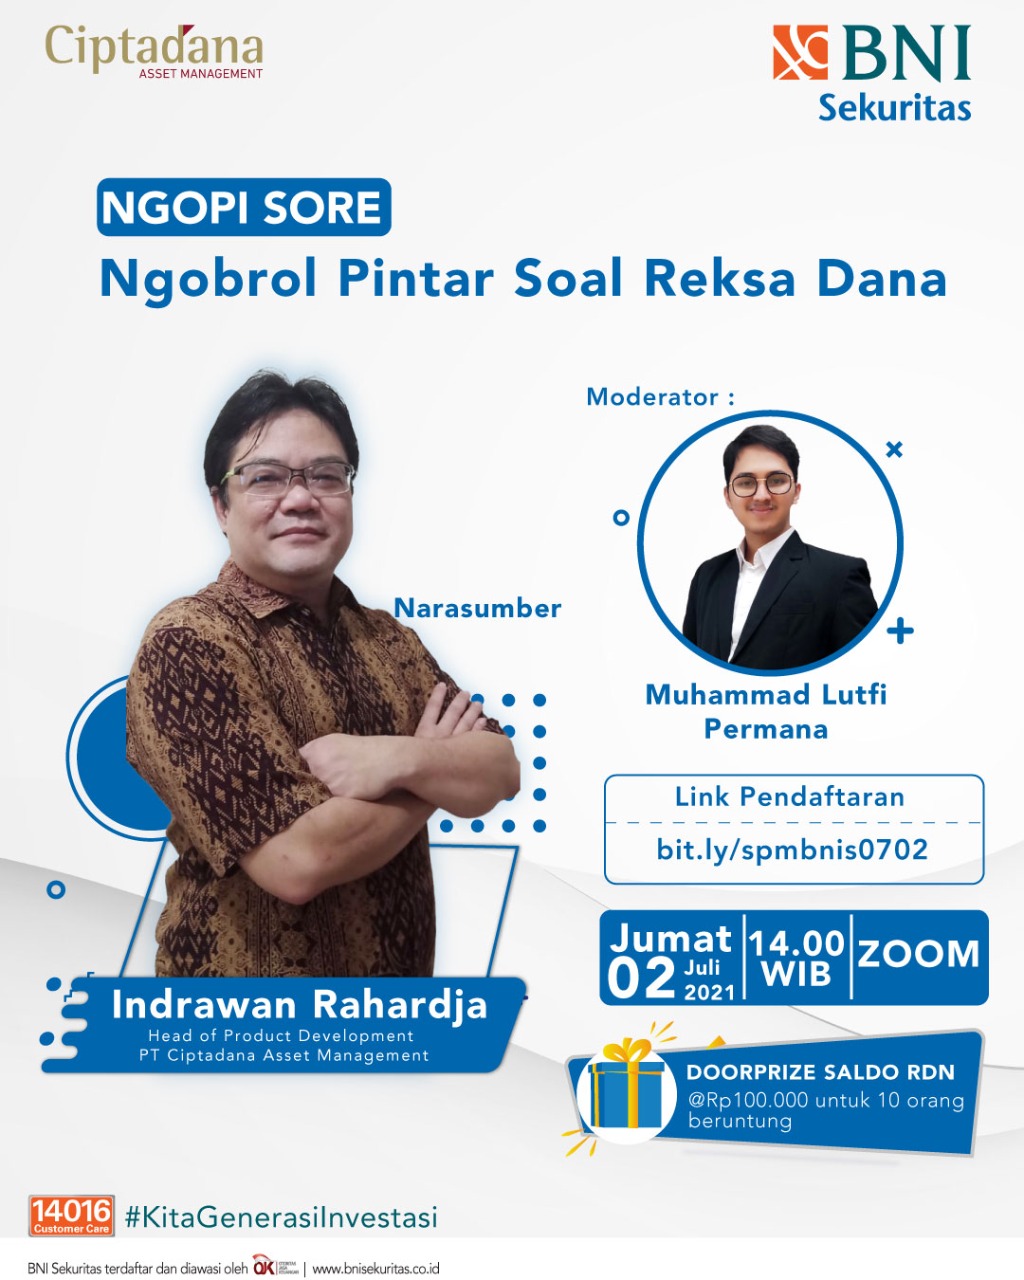 Ciptadana
ASSET MANAGEMENT
BNI
Sekuritas
NGOPI SORE
Ngobrol Pintar Soal Reksa Dana
Moderator :
Narasumber
Muhammad Lutfi
Permana
Link Pendaftaran
bit.ly/spmbnis0702
Jumat
02 Juli
2021
14.00
WIB
ZOOM
Indrawan Rahardja
Head of Product Development
PT Ciptadana Asset Management
DOORPRIZE SALDO RDN
@Rp100.000 untuk 10 orang
beruntung
14016
Customer Care
#KitaGenerasiInvestasi
BNI Sekuritas terdaftar dan diawasi oleh OJK OTORITAS JASA KEUANGAN | www.bnisekuritas.co.id